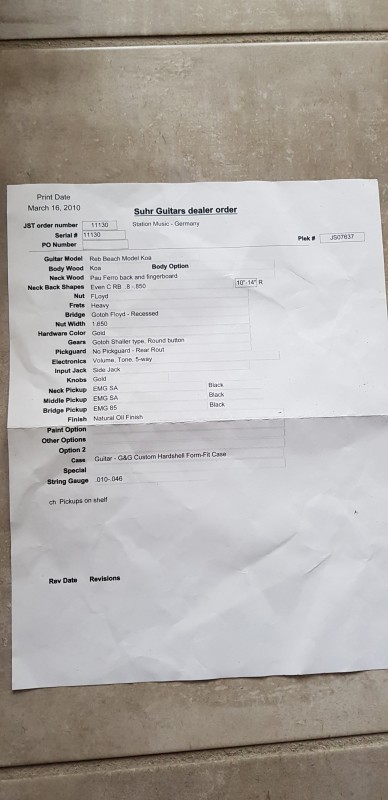 Print Date
March 16, 2010
Suhr Guitars dealer order
JST order number 11130 Station Music - Germany
Serial # 11130
PO Number Plek # JS07637
Guitar Model Reb Beach Model Koa
Body Wood Koa Body Option
Neck Wood Pau Ferro back and fingerboard
Neck Back Shapes Even C RB .8 - 850 10"-14" R
Nut FLoyd
Frets Heavy
Bridge Gotoh Floyd - Recessed
Nut Width 1.650
Hardware Color Gold
Gears Gotoh Shaller type, Round button
Pickguard No Pickguard - Rear Rout
Electronics Volume, Tone, 5-way
Input Jack Side Jack
Knobs Gold
Neck Pickup EMG SA Black
Middle Pickup EMG SA Black
Bridge Pickup EMG 85 Black
Finish Natural Oil Finish
Paint Option
Other Options
Option 2
Case Guitar - G&G Custom Hardshell Form-Fit Case
Special
String Gauge .010-.046
ch Pickups on shelf
Rev Date Revisions